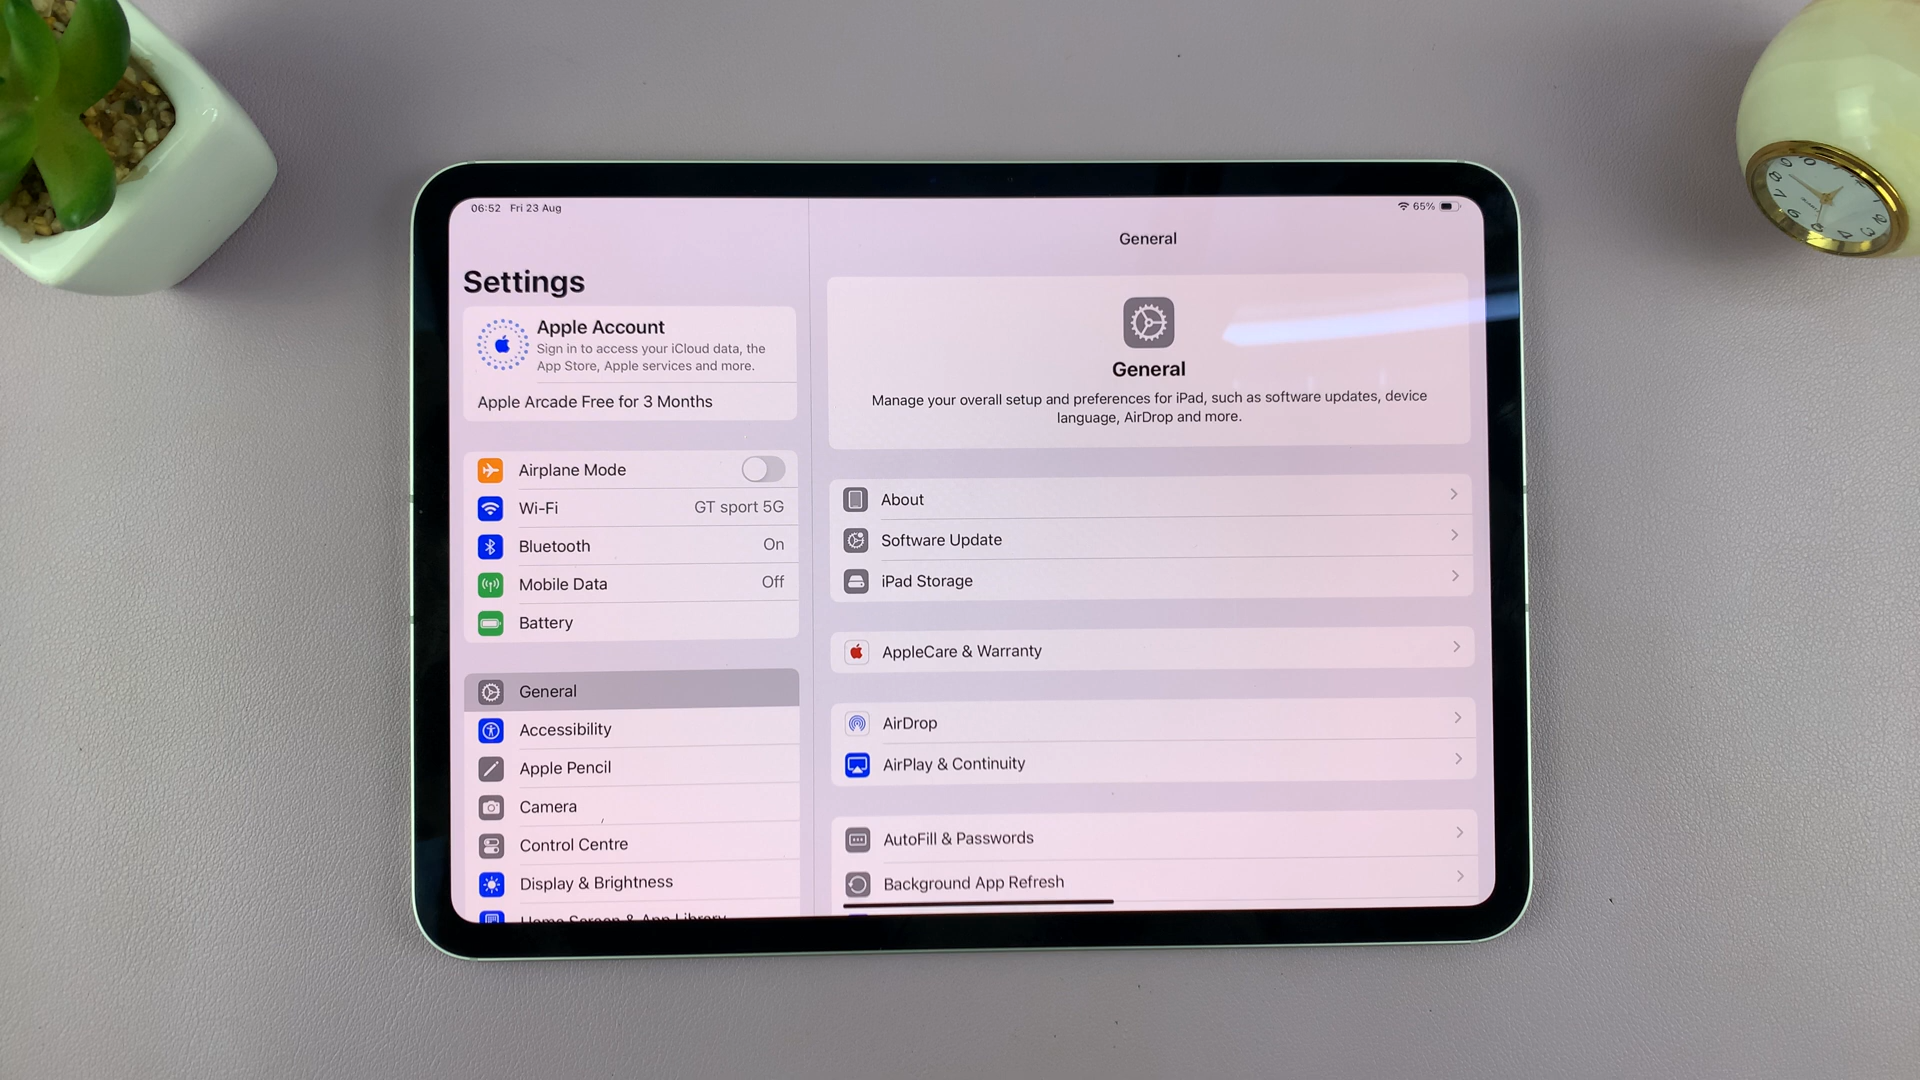 06:52 Fri 23 Aug
65%
Settings
Apple Account
Sign in to access your iCloud data, the
App Store, Apple services and more.
Apple Arcade Free for 3 Months
Airplane Mode
Wi-Fi GT sport 5G
Bluetooth On
Mobile Data Off
Battery
General
Accessibility
Apple Pencil
Camera
Control Centre
Display & Brightness
Home Screen & App Library
General
General
Manage your overall setup and preferences for iPad, such as software updates, device
language, AirDrop and more.
About
Software Update
iPad Storage
AppleCare & Warranty
AirDrop
AirPlay & Continuity
AutoFill & Passwords
Background App Refresh